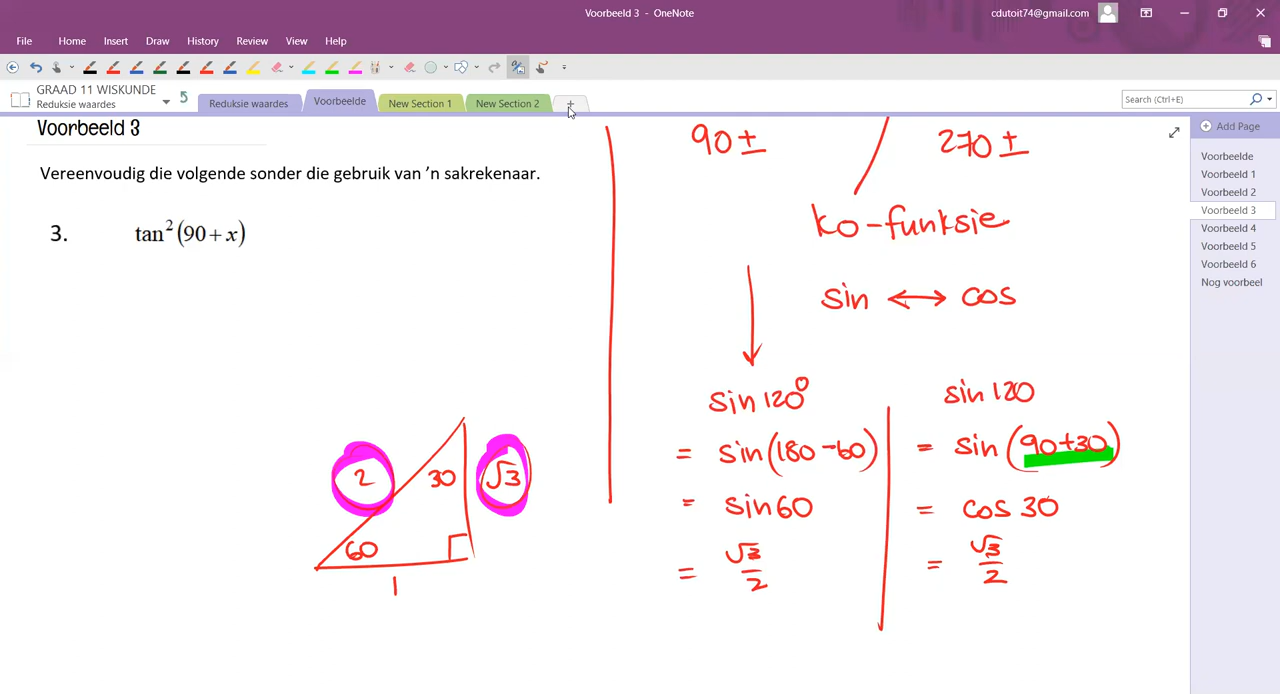 Voorbeeld 3 - OneNote
cdutoit74@gmail.com
File Home Insert Draw History Review View Help
GRAAD 11 WISKUNDE
Reduksie waardes
Reduksie waardes Voorbeelde New Section 1 New Section 2 +
Search (Ctrl+E)
Add Page
Voorbeelde
Voorbeeld 1
Voorbeeld 2
Voorbeeld 3
Voorbeeld 4
Voorbeeld 5
Voorbeeld 6
Nog voorbeel
Voorbeeld 3
Vereenvoudig die volgende sonder die gebruik van 'n sakrekenaar.
3. tan²(90 + x)
2
30
√3
60
1
90 ± / 270 ±
ko-funksie
sin ↔ cos
sin 120⁰
= sin(180 - 60)
= sin 60
= √3/2
sin 120
= sin (90+30)
= cos 30
= √3/2